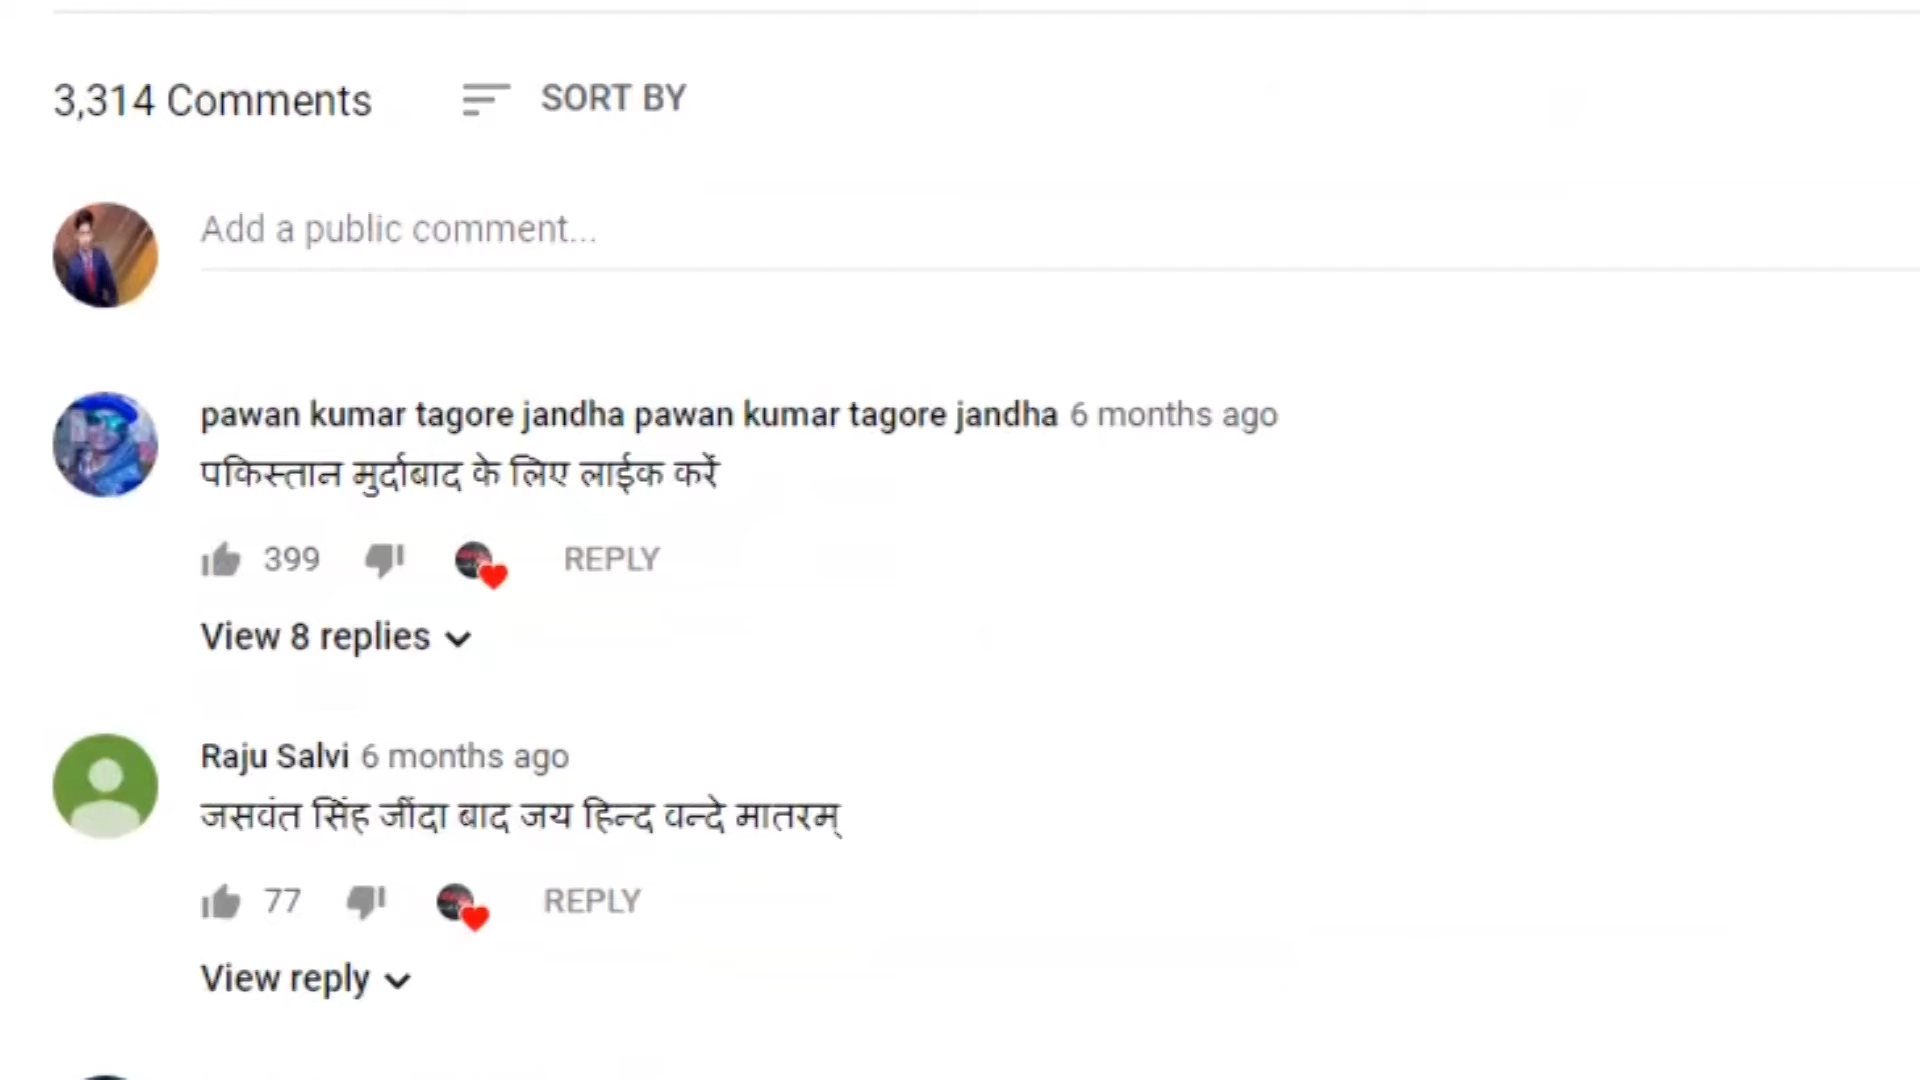 3,314 Comments SORT BY
Add a public comment...
pawan kumar tagore jandha pawan kumar tagore jandha 6 months ago
पकिस्तान मुर्दाबाद के लिए लाईक करें
399 REPLY
View 8 replies
Raju Salvi 6 months ago
जसवंत सिंह जींदा बाद जय हिन्द वन्दे मातरम्
77 REPLY
View reply